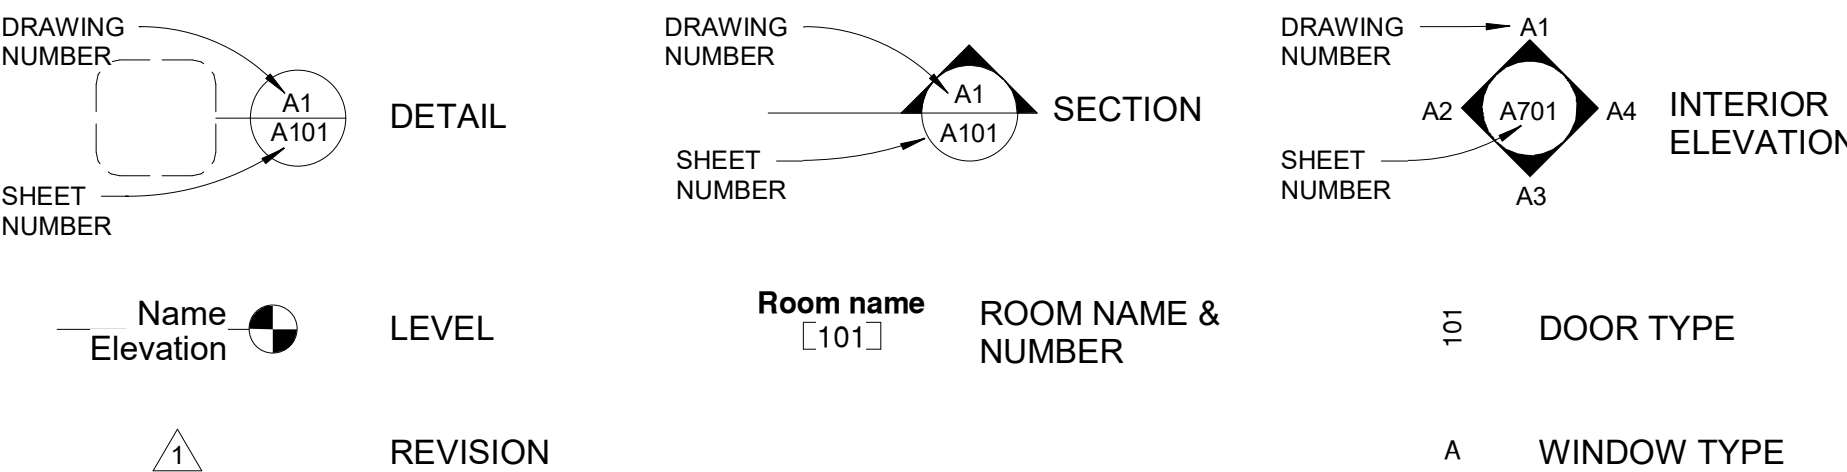 DRAWING
NUMBER
A1
A101
DETAIL
SHEET
NUMBER
DRAWING
NUMBER
A1
A101
SECTION
SHEET
NUMBER
DRAWING
NUMBER
A1
A2
A701
A4
A3
SHEET
NUMBER
INTERIOR
ELEVATION
Name
Elevation
LEVEL
Room name
[101]
ROOM NAME &
NUMBER
101
DOOR TYPE
1
REVISION
A
WINDOW TYPE